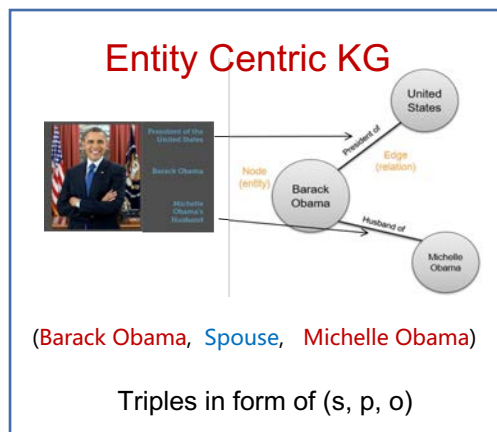 Entity Centric KG
President of the
United States
Barack Obama
Michelle
Obama's
Husband
Node
(entity)
United
States
President of
Edge
(relation)
Barack
Obama
Husband of
Michelle
Obama
(Barack Obama, Spouse, Michelle Obama)
Triples in form of (s, p, o)